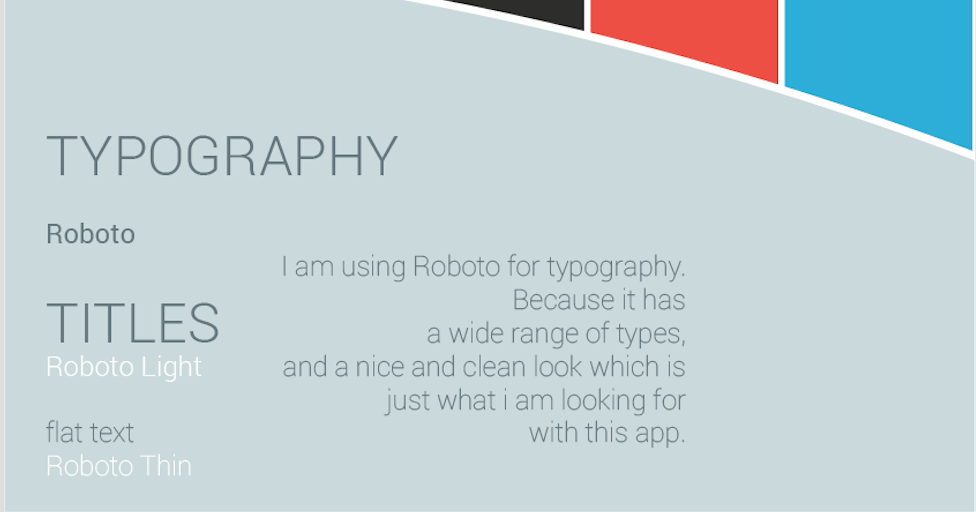 TYPOGRAPHY
Roboto
TITLES
Roboto Light
flat text
Roboto Thin
I am using Roboto for typography.
Because it has
a wide range of types,
and a nice and clean look which is
just what i am looking for
with this app.